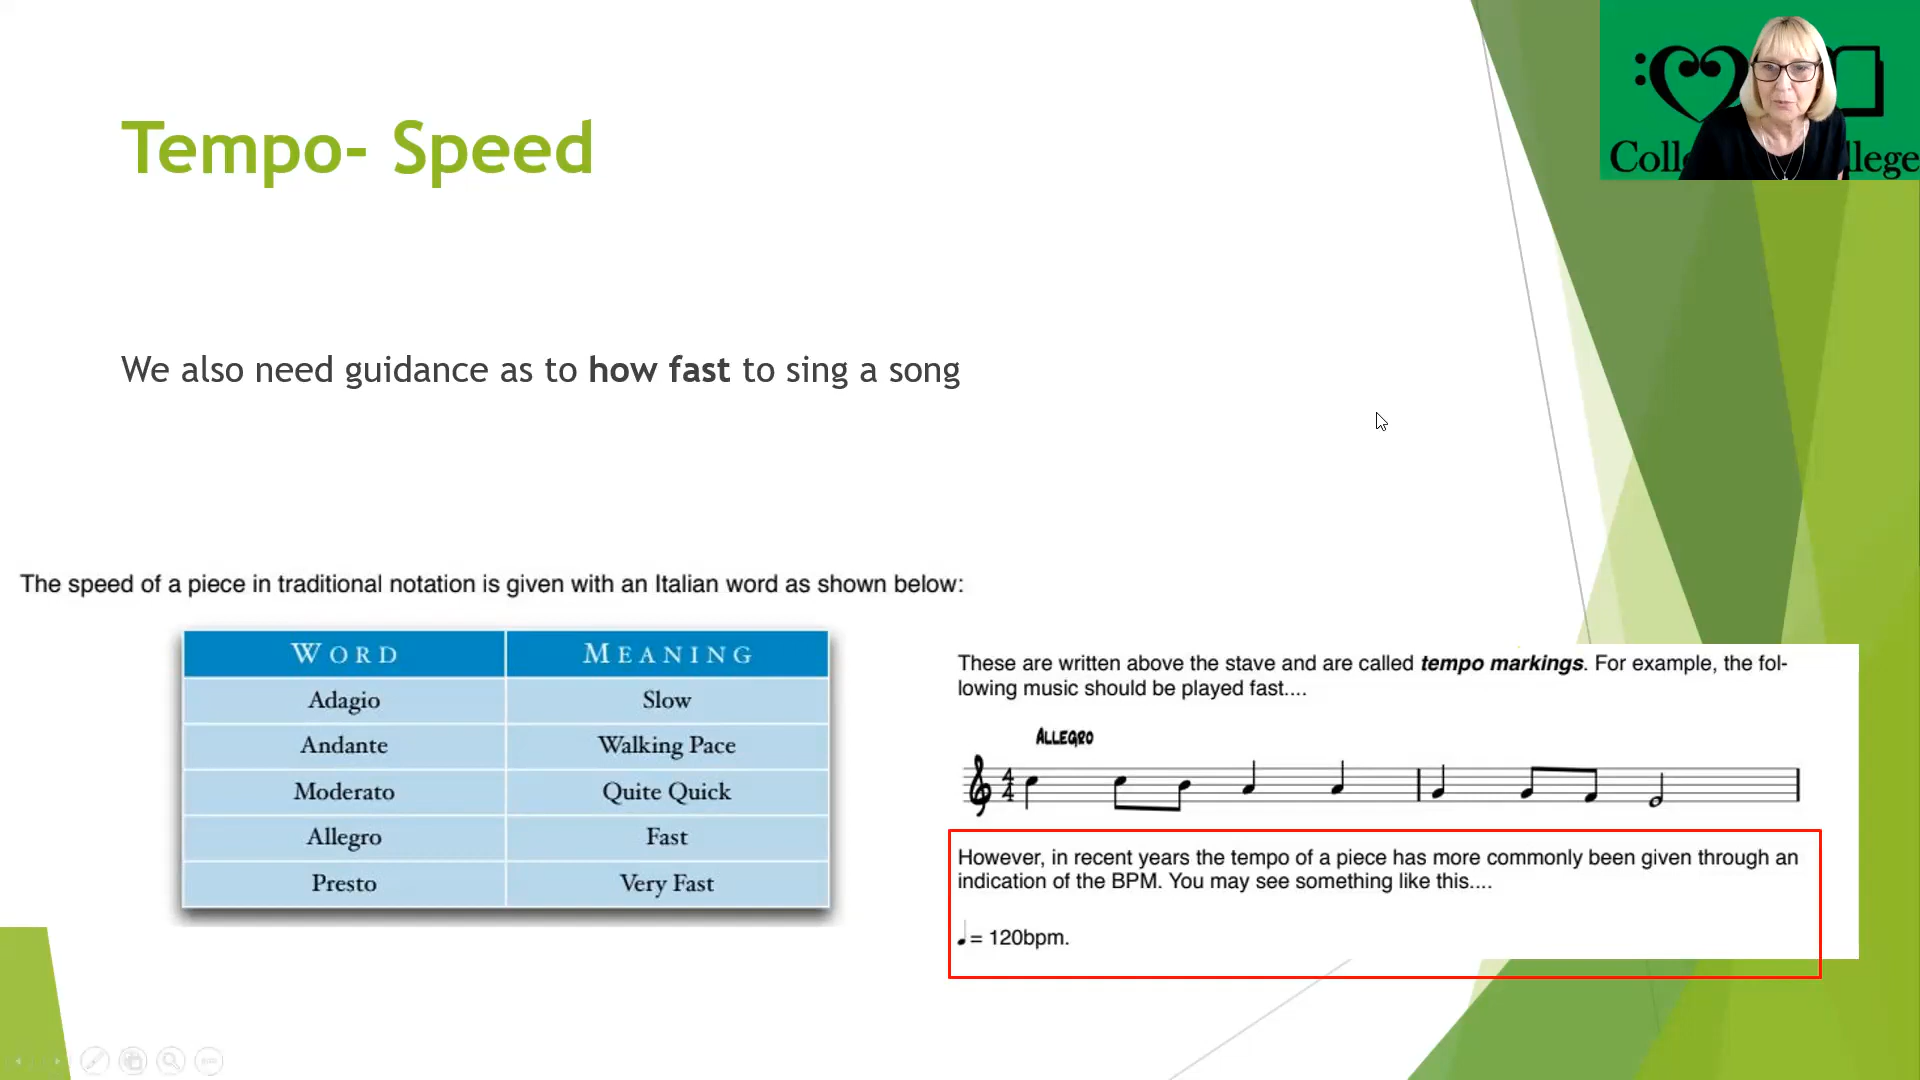 Tempo- Speed
We also need guidance as to how fast to sing a song
The speed of a piece in traditional notation is given with an Italian word as shown below:
WORD MEANING
Adagio Slow
Andante Walking Pace
Moderato Quite Quick
Allegro Fast
Presto Very Fast
These are written above the stave and are called tempo markings. For example, the fol-
lowing music should be played fast....
ALLEGRO
4
4
However, in recent years the tempo of a piece has more commonly been given through an
indication of the BPM. You may see something like this....
♩= 120bpm.